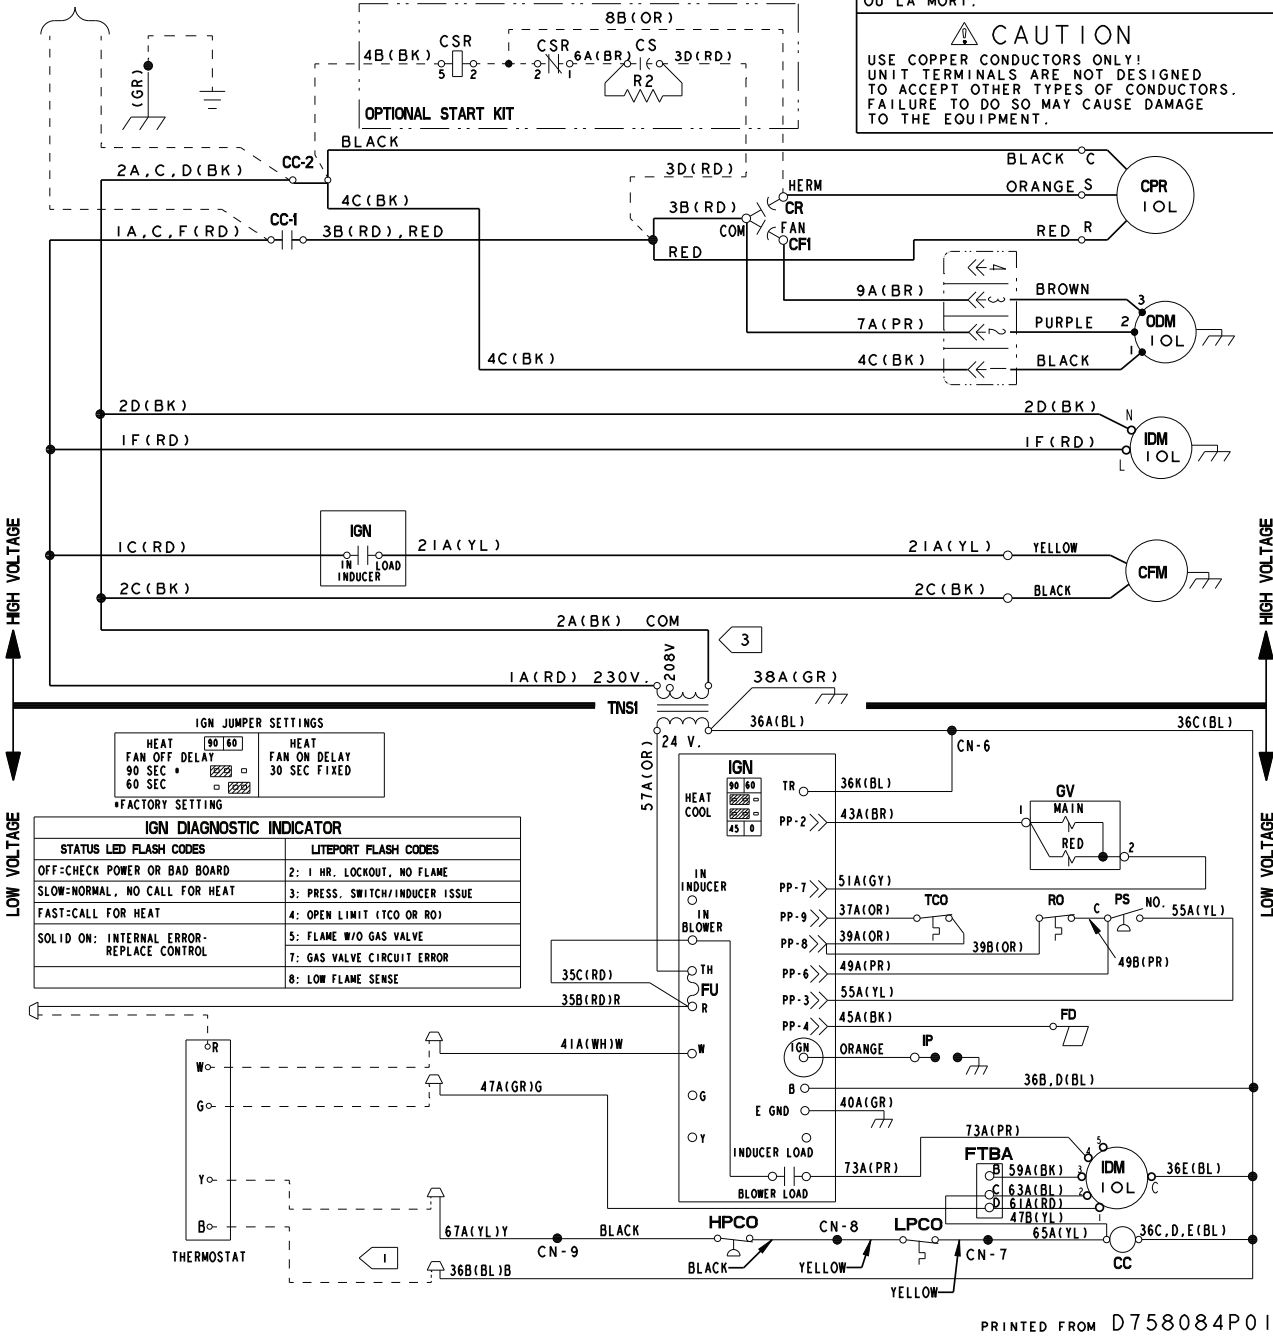 OU LA MORT.
CAUTION
USE COPPER CONDUCTORS ONLY!
UNIT TERMINALS ARE NOT DESIGNED
TO ACCEPT OTHER TYPES OF CONDUCTORS.
FAILURE TO DO SO MAY CAUSE DAMAGE
TO THE EQUIPMENT.
8B(OR)
4B(BK)
CSR
5 2
CSR
2 1
6A(BR)
CS
3D(RD)
R2
OPTIONAL START KIT
(GR)
BLACK
CC-2
2A,C,D(BK)
4C(BK)
CC-1
1A,C,F(RD)
3B(RD),RED
3D(RD)
3B(RD)
HERM
CR
COM
FAN
CF1
RED
BLACK C
ORANGE S
RED R
CPR
IOL
4
9A(BR)
3
BROWN
3
7A(PR)
2
PURPLE
2
ODM
IOL
4C(BK)
4C(BK)
1
BLACK
1
2D(BK)
2D(BK)
N
1F(RD)
1F(RD)
L
IDM
IOL
HIGH VOLTAGE
HIGH VOLTAGE
IGN
1C(RD)
IN LOAD
INDUCER
21A(YL)
21A(YL)
YELLOW
CFM
2C(BK)
2C(BK)
BLACK
2A(BK) COM
208V
3
1A(RD) 230V.
38A(GR)
TNS1
36A(BL)
36C(BL)
CN-6
24 V.
57A(OR)
IGN JUMPER SETTINGS
HEAT 90 60
FAN OFF DELAY
90 SEC *
60 SEC
HEAT
FAN ON DELAY
30 SEC FIXED
*FACTORY SETTING
LOW VOLTAGE
LOW VOLTAGE
IGN DIAGNOSTIC INDICATOR
STATUS LED FLASH CODES
LITEPORT FLASH CODES
OFF=CHECK POWER OR BAD BOARD
2: 1 HR. LOCKOUT, NO FLAME
SLOW=NORMAL, NO CALL FOR HEAT
3: PRESS. SWITCH/INDUCER ISSUE
FAST=CALL FOR HEAT
4: OPEN LIMIT (TCO OR RO)
SOLID ON: INTERNAL ERROR-
REPLACE CONTROL
5: FLAME W/O GAS VALVE
7: GAS VALVE CIRCUIT ERROR
8: LOW FLAME SENSE
IGN
90 60
HEAT
COOL
45 0
TR
36K(BL)
PP-2
43A(BR)
GV
1
MAIN
RED
2
IN
INDUCER
IN
BLOWER
PP-7
51A(GY)
PP-9
37A(OR)
TCO
RO
C
PS
NO.
55A(YL)
PP-8
39A(OR)
39B(OR)
49B(PR)
PP-6
49A(PR)
PP-3
55A(YL)
PP-4
45A(BK)
FD
IGN
ORANGE
IP
B
36B,D(BL)
E GND
40A(GR)
35C(RD)
TH
FU
35B(RD)R
R
41A(WH)W
W
47A(GR)G
G
Y
INDUCER LOAD
BLOWER LOAD
73A(PR)
73A(PR)
FTBA
B 59A(BK)
C 63A(BL)
D 61A(RD)
47B(YL)
65A(YL)
5
4
3
2
1
IDM
IOL
C
36E(BL)
36C,D,E(BL)
CC
R
W
G
Y
B
THERMOSTAT
1
67A(YL)Y
CN-9
BLACK
HPCO
CN-8
LPCO
CN-7
BLACK
YELLOW
YELLOW
36B(BL)B
PRINTED FROM D758084P01